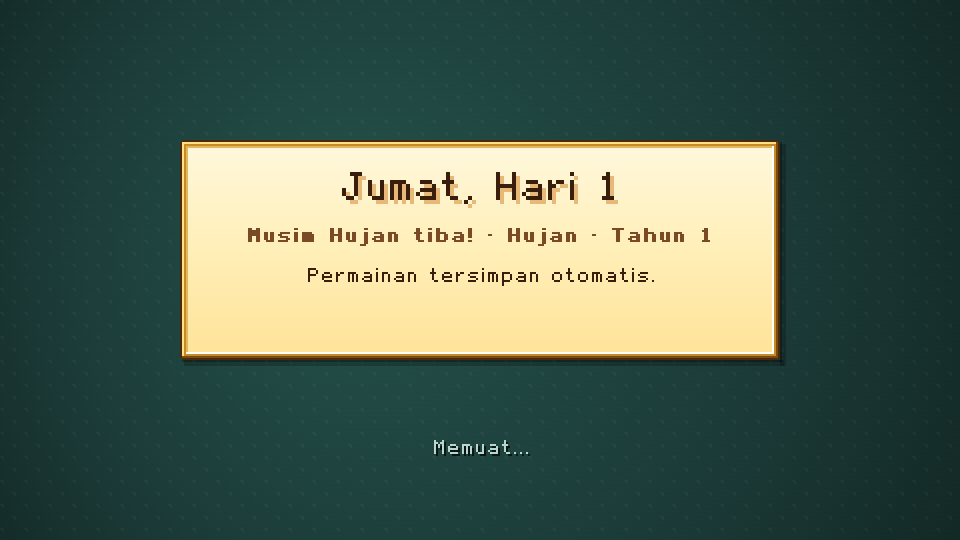 Jumat, Hari 1
Musim Hujan tiba! · Hujan · Tahun 1
Permainan tersimpan otomatis.
Memuat...